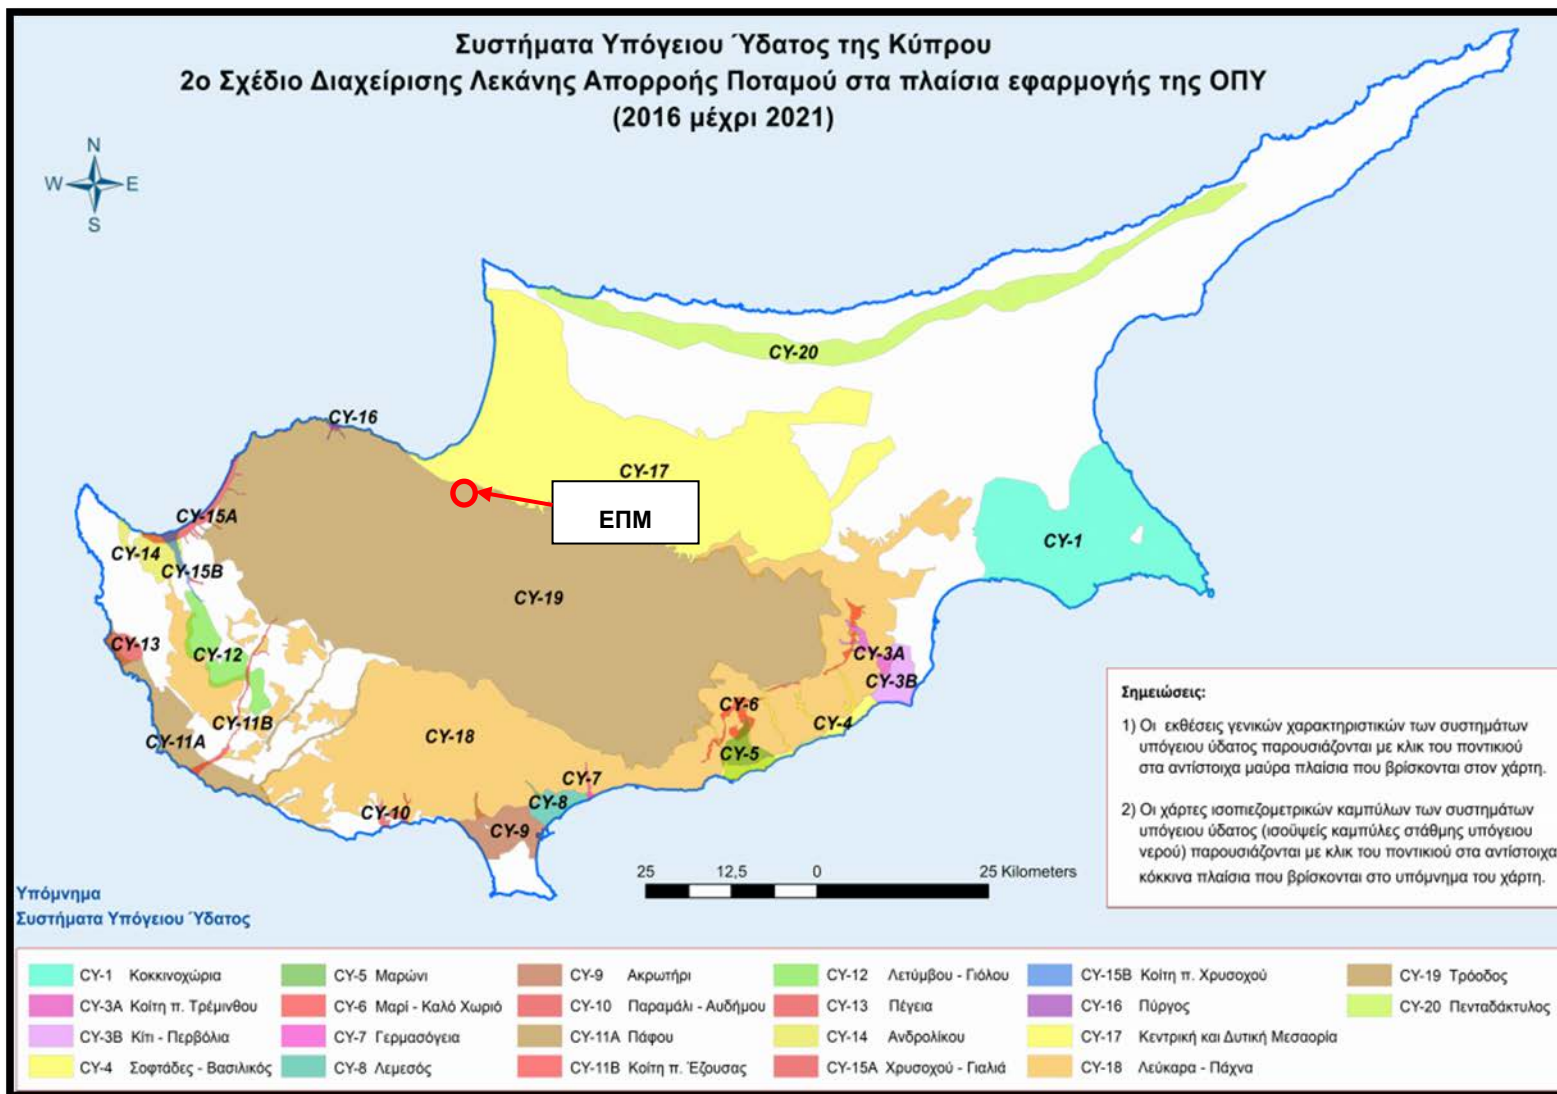 Συστήματα Υπόγειου Ύδατος της Κύπρου
2ο Σχέδιο Διαχείρισης Λεκάνης Απορροής Ποταμού στα πλαίσια εφαρμογής της ΟΠΥ
(2016 μέχρι 2021)
N
W E
S
CY-20
CY-16
CY-17
ΕΠΜ
CY-15A
CY-14
CY-15B
CY-1
CY-19
CY-13
CY-12
CY-3A
CY-3B
CY-6
CY-11B
CY-4
CY-11A
CY-18
CY-5
CY-7
CY-8
CY-10
CY-9
Σημειώσεις:
1) Οι εκθέσεις γενικών χαρακτηριστικών των συστημάτων
υπόγειου ύδατος παρουσιάζονται με κλικ του ποντικιού
στα αντίστοιχα μαύρα πλαίσια που βρίσκονται στον χάρτη.
2) Οι χάρτες ισοπιεζομετρικών καμπύλων των συστημάτων
υπόγειου ύδατος (ισοϋψείς καμπύλες στάθμης υπόγειου
νερού) παρουσιάζονται με κλικ του ποντικιού στα αντίστοιχα
κόκκινα πλαίσια που βρίσκονται στο υπόμνημα του χάρτη.
25 12,5 0 25 Kilometers
Υπόμνημα
Συστήματα Υπόγειου Ύδατος
CY-1 Κοκκινοχώρια
CY-3A Κοίτη π. Τρέμινθου
CY-3B Κίτι - Περβόλια
CY-4 Σοφτάδες - Βασιλικός
CY-5 Μαρώνι
CY-6 Μαρί - Καλό Χωριό
CY-7 Γερμασόγεια
CY-8 Λεμεσός
CY-9 Ακρωτήρι
CY-10 Παραμάλι - Αυδήμου
CY-11A Πάφου
CY-11B Κοίτη π. Έζουσας
CY-12 Λετύμβου - Γιόλου
CY-13 Πέγεια
CY-14 Ανδρολίκου
CY-15A Χρυσοχού - Γιαλιά
CY-15B Κοίτη π. Χρυσοχού
CY-16 Πύργος
CY-17 Κεντρική και Δυτική Μεσαορία
CY-18 Λεύκαρα - Πάχνα
CY-19 Τρόοδος
CY-20 Πενταδάκτυλος